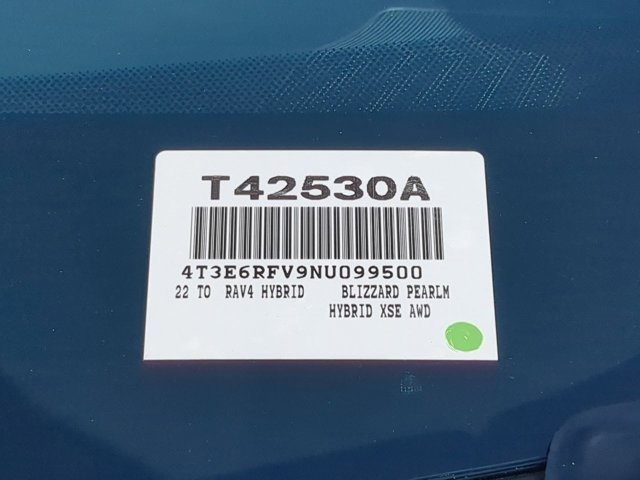 T42530A
4T3E6RFV9NU099500
22 TO RAV4 HYBRID BLIZZARD PEARLM
HYBRID XSE AWD